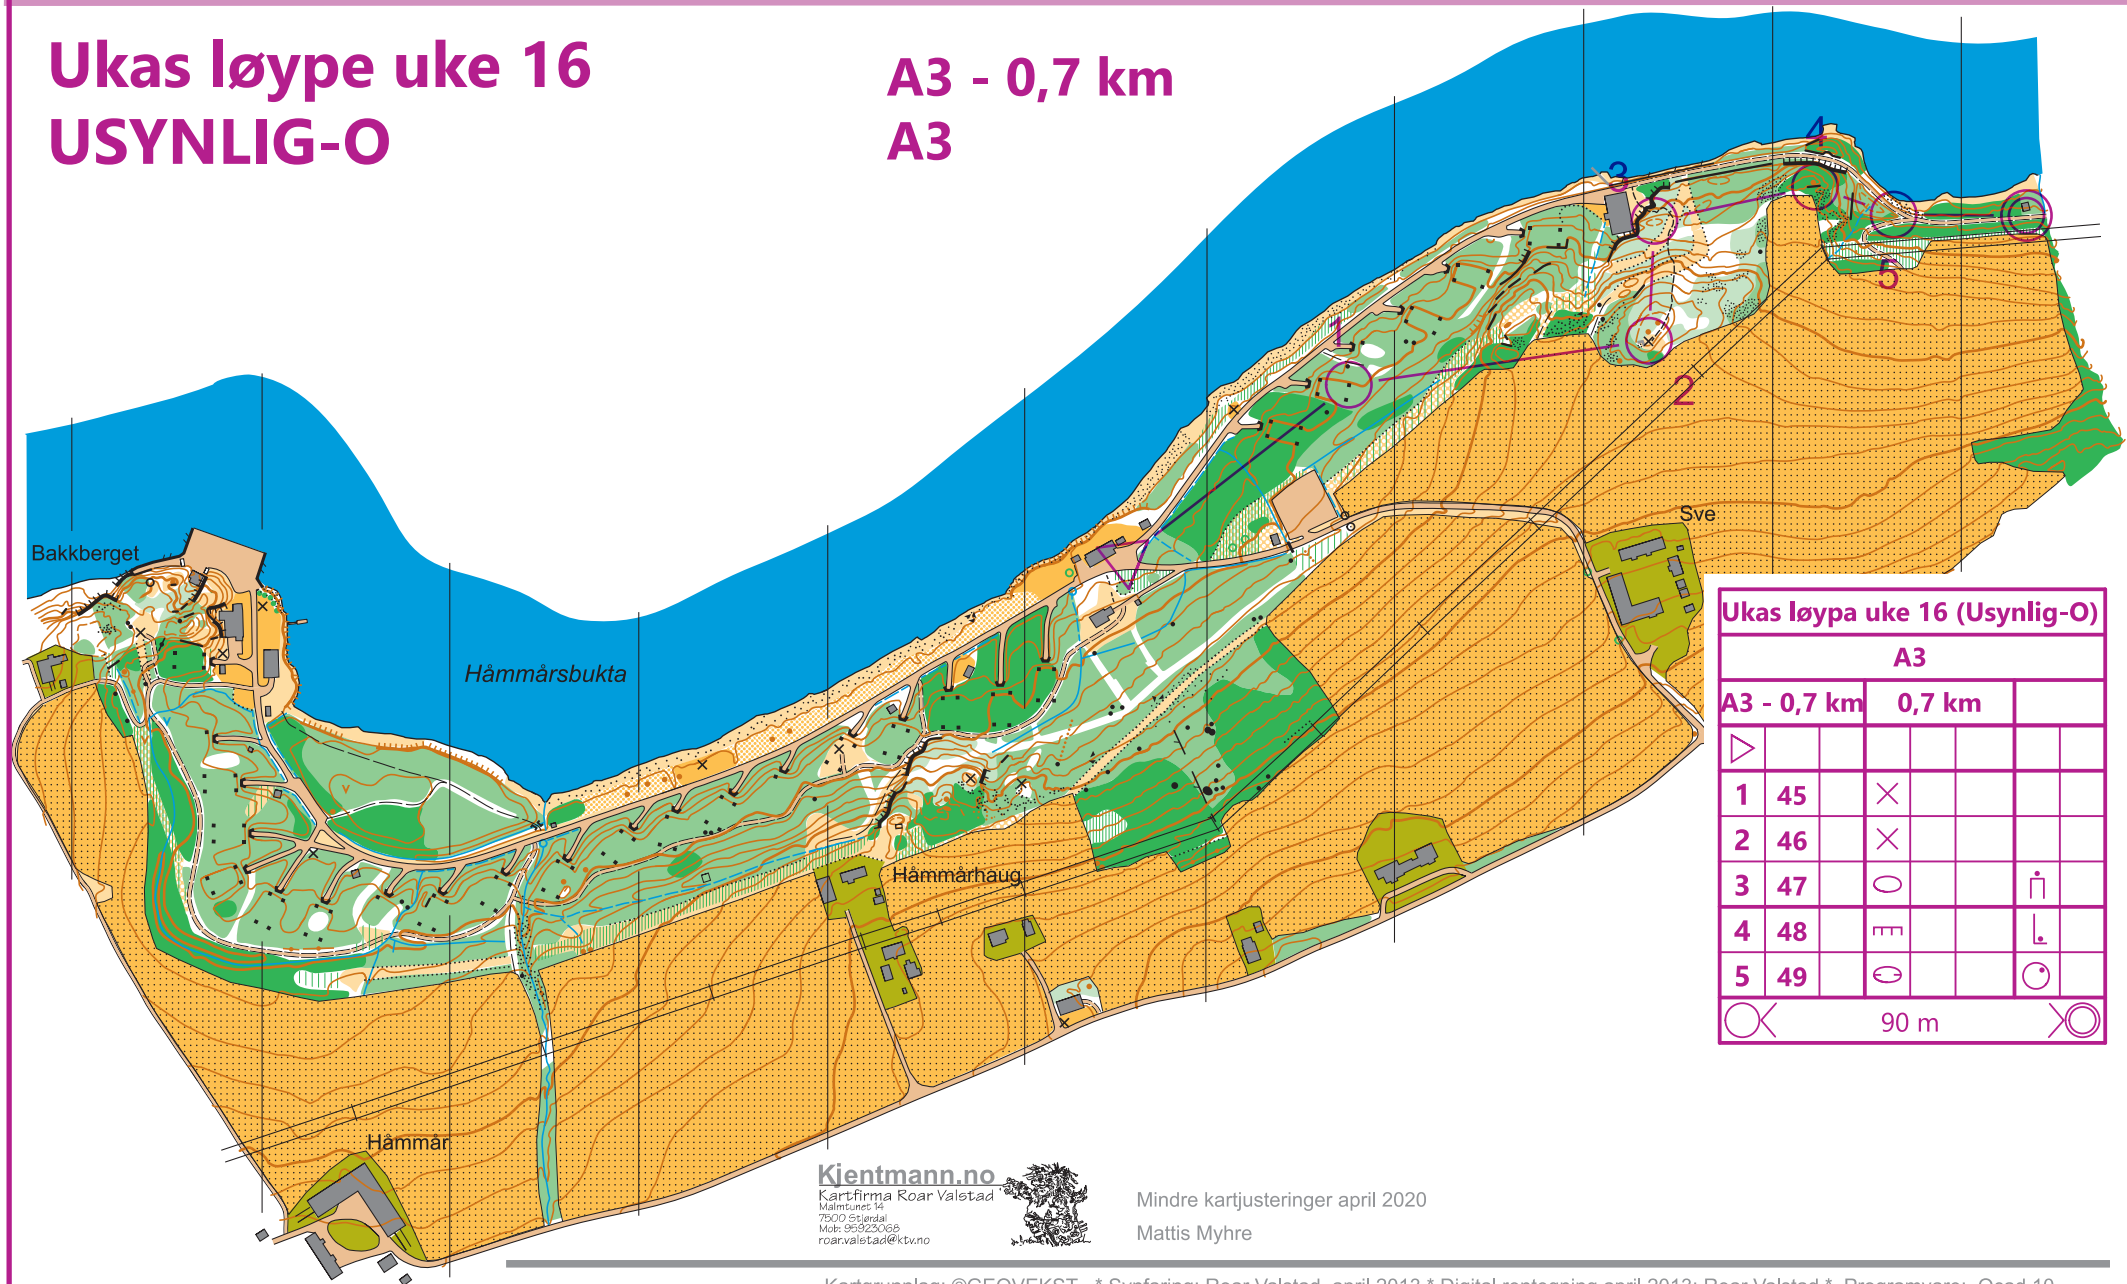 Ukas løype uke 16
USYNLIG-O
A3 - 0,7 km
A3
4
3
5
1
2
Sve
Bakkberget
Håmmårsbukta
Håmmårhaug
Håmmår
Ukas løypa uke 16 (Usynlig-O)
A3
A3 - 0,7 km 0,7 km
1 45
2 46
3 47
4 48
5 49
90 m
Kjentmann.no
Kartfirma Roar Valstad
Malmtunet 14
7500 Stjørdal
Mob: 95923068
roar.valstad@ktv.no
Mindre kartjusteringer april 2020
Mattis Myhre